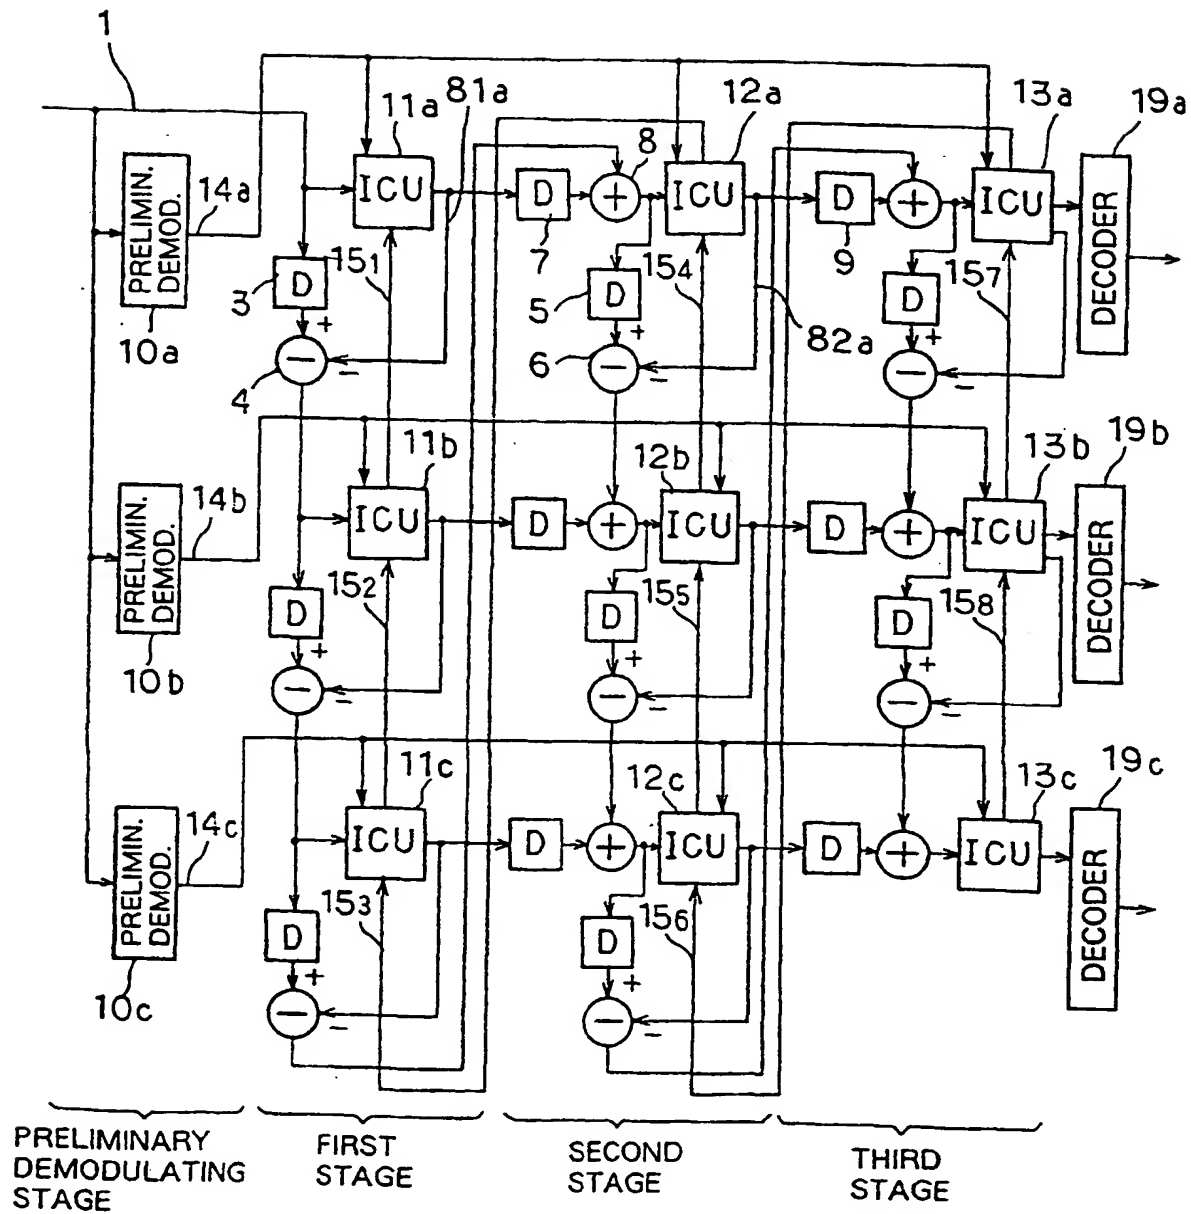 1
11a
81a
12a
13a
19a
PRELIMIN.
DEMOD.
14a
ICU
D
7
+
8
ICU
D
9
+
ICU
DECODER
10a
3
D
151
+
−
−
4
5
D
154
+
−
−
6
82a
D
157
+
−
−
11b
12b
13b
19b
PRELIMIN.
DEMOD.
14b
ICU
D
+
ICU
D
+
ICU
DECODER
10b
D
152
+
−
−
D
155
+
−
−
D
158
+
−
−
11c
12c
13c
19c
PRELIMIN.
DEMOD.
14c
ICU
D
+
ICU
D
+
ICU
DECODER
10c
D
153
+
−
−
D
156
+
−
−
PRELIMINARY
DEMODULATING
STAGE
FIRST
STAGE
SECOND
STAGE
THIRD
STAGE